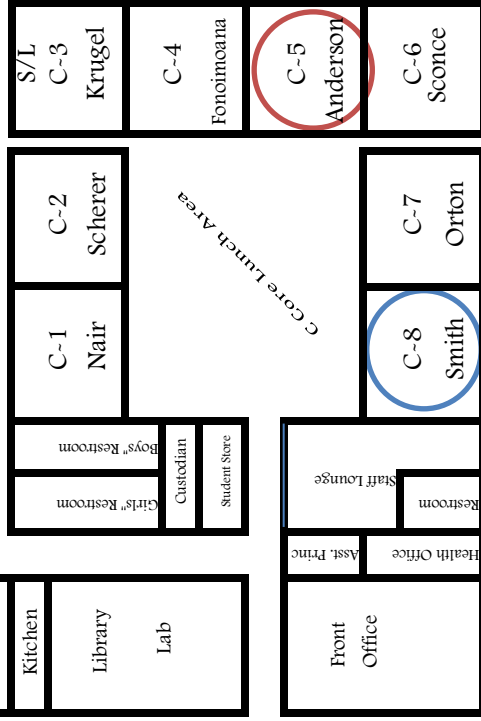 S/L
C~3
Krugel
C~4
Fonoimoana
C~5
Anderson
C~6
Sconce
C~2
Scherer
C Core Lunch Area
C~7
Orton
C~1
Nair
C~8
Smith
Boys" Restroom
Girls" Restroom
Custodian
Student Store
Staff Lounge
Restroom
Asst. Princ
Health Office
Kitchen
Library
Lab
Front
Office